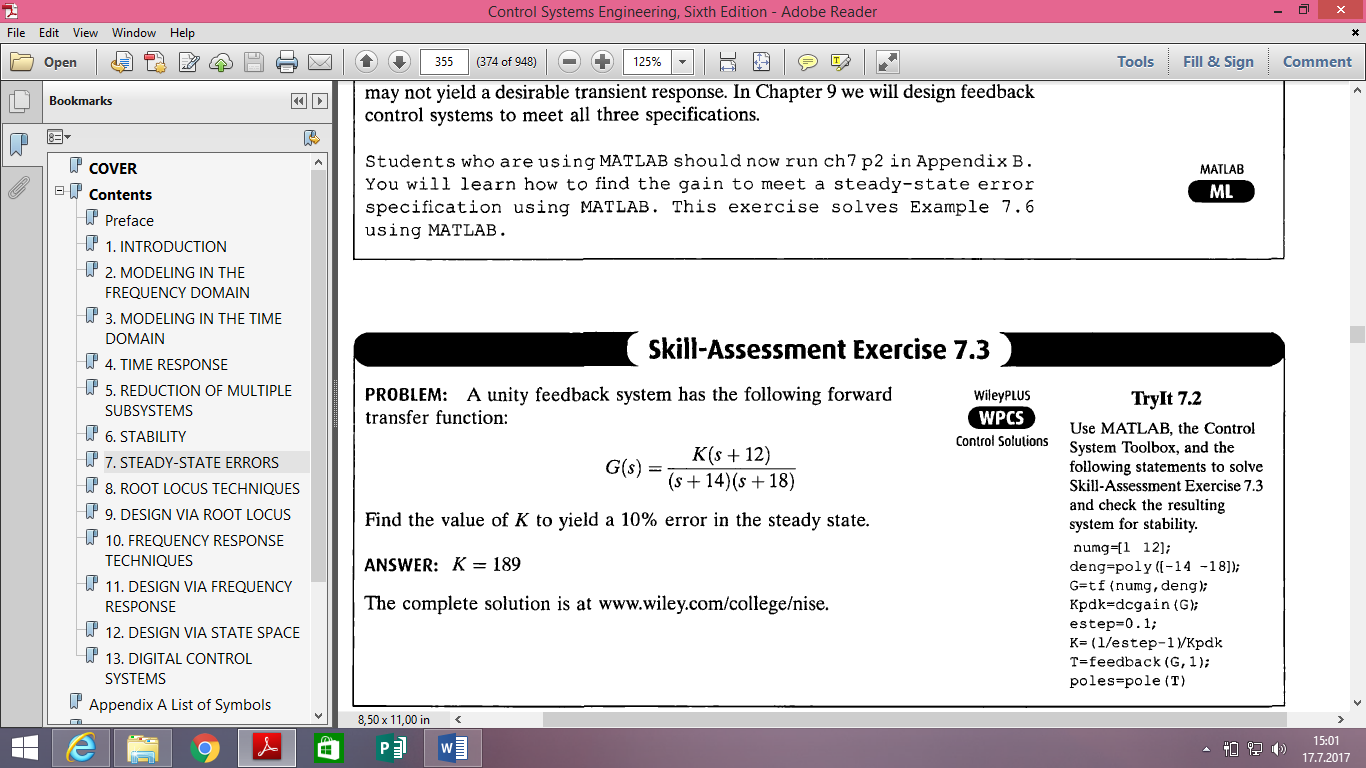 Control Systems Engineering, Sixth Edition - Adobe Reader
File Edit View Window Help
Open
355 (374 of 948) 125%
Tools Fill & Sign Comment
Bookmarks
COVER
Contents
Preface
1. INTRODUCTION
2. MODELING IN THE
FREQUENCY DOMAIN
3. MODELING IN THE TIME
DOMAIN
4. TIME RESPONSE
5. REDUCTION OF MULTIPLE
SUBSYSTEMS
6. STABILITY
7. STEADY-STATE ERRORS
8. ROOT LOCUS TECHNIQUES
9. DESIGN VIA ROOT LOCUS
10. FREQUENCY RESPONSE
TECHNIQUES
11. DESIGN VIA FREQUENCY
RESPONSE
12. DESIGN VIA STATE SPACE
13. DIGITAL CONTROL
SYSTEMS
Appendix A List of Symbols
may not yield a desirable transient response. In Chapter 9 we will design feedback
control systems to meet all three specifications.
Students who are using MATLAB should now run ch7 p2 in Appendix B.
You will learn how to find the gain to meet a steady-state error
specification using MATLAB. This exercise solves Example 7.6
using MATLAB.
MATLAB
ML
Skill-Assessment Exercise 7.3
PROBLEM: A unity feedback system has the following forward
transfer function:
G(s) = K(s + 12) / (s + 14)(s + 18)
Find the value of K to yield a 10% error in the steady state.
ANSWER: K = 189
The complete solution is at www.wiley.com/college/nise.
WileyPLUS
WPCS
Control Solutions
TryIt 7.2
Use MATLAB, the Control
System Toolbox, and the
following statements to solve
Skill-Assessment Exercise 7.3
and check the resulting
system for stability.
numg=[1 12];
deng=poly([-14 -18]);
G=tf(numg,deng);
Kpdk=dcgain(G);
estep=0.1;
K=(1/estep-1)/Kpdk
T=feedback(G,1);
poles=pole(T)
8,50 x 11,00 in
15:01
17.7.2017